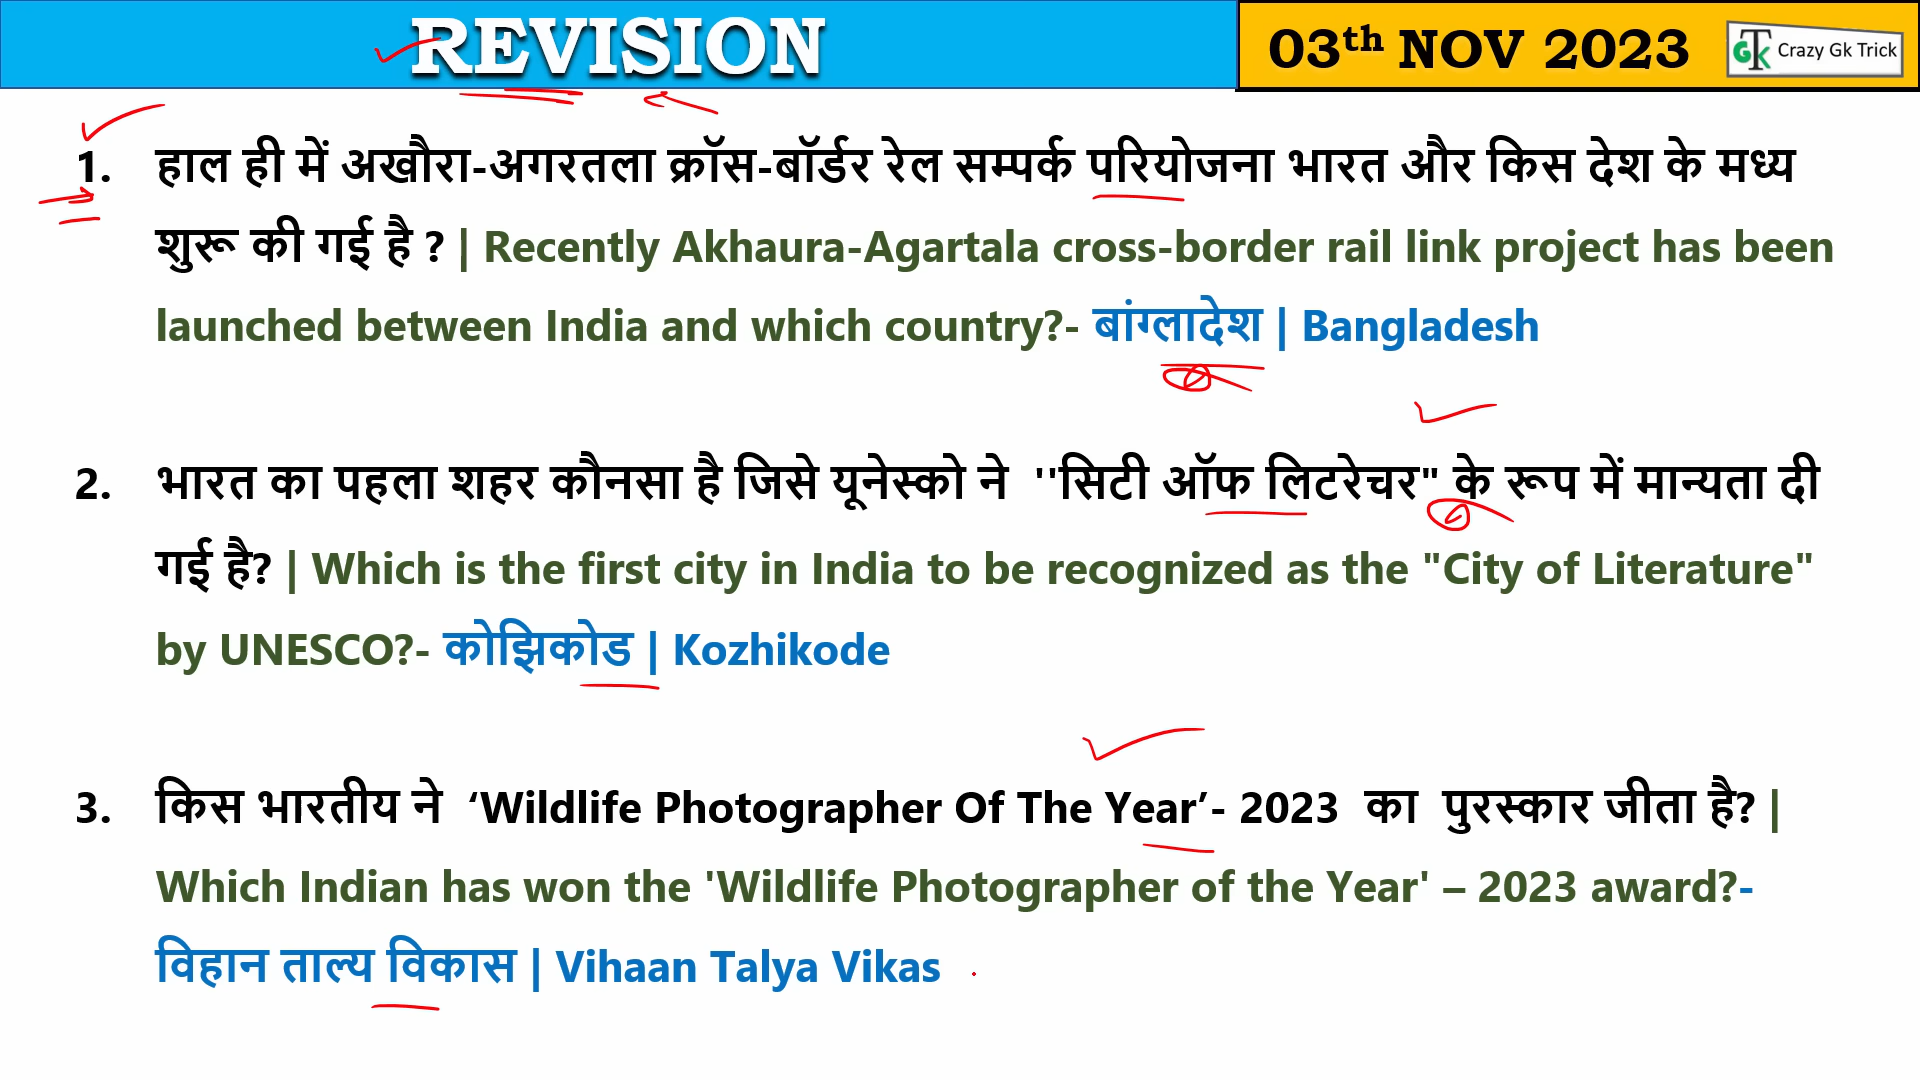 REVISION
03th NOV 2023
GTK Crazy Gk Trick
1. हाल ही में अखौरा-अगरतला क्रॉस-बॉर्डर रेल सम्पर्क परियोजना भारत और किस देश के मध्य
शुरू की गई है ? | Recently Akhaura-Agartala cross-border rail link project has been
launched between India and which country?- बांग्लादेश | Bangladesh
2. भारत का पहला शहर कौनसा है जिसे यूनेस्को ने ''सिटी ऑफ लिटरेचर" के रूप में मान्यता दी
गई है? | Which is the first city in India to be recognized as the "City of Literature"
by UNESCO?- कोझिकोड | Kozhikode
3. किस भारतीय ने ‘Wildlife Photographer Of The Year’- 2023 का पुरस्कार जीता है? |
Which Indian has won the 'Wildlife Photographer of the Year' – 2023 award?-
विहान ताल्य विकास | Vihaan Talya Vikas